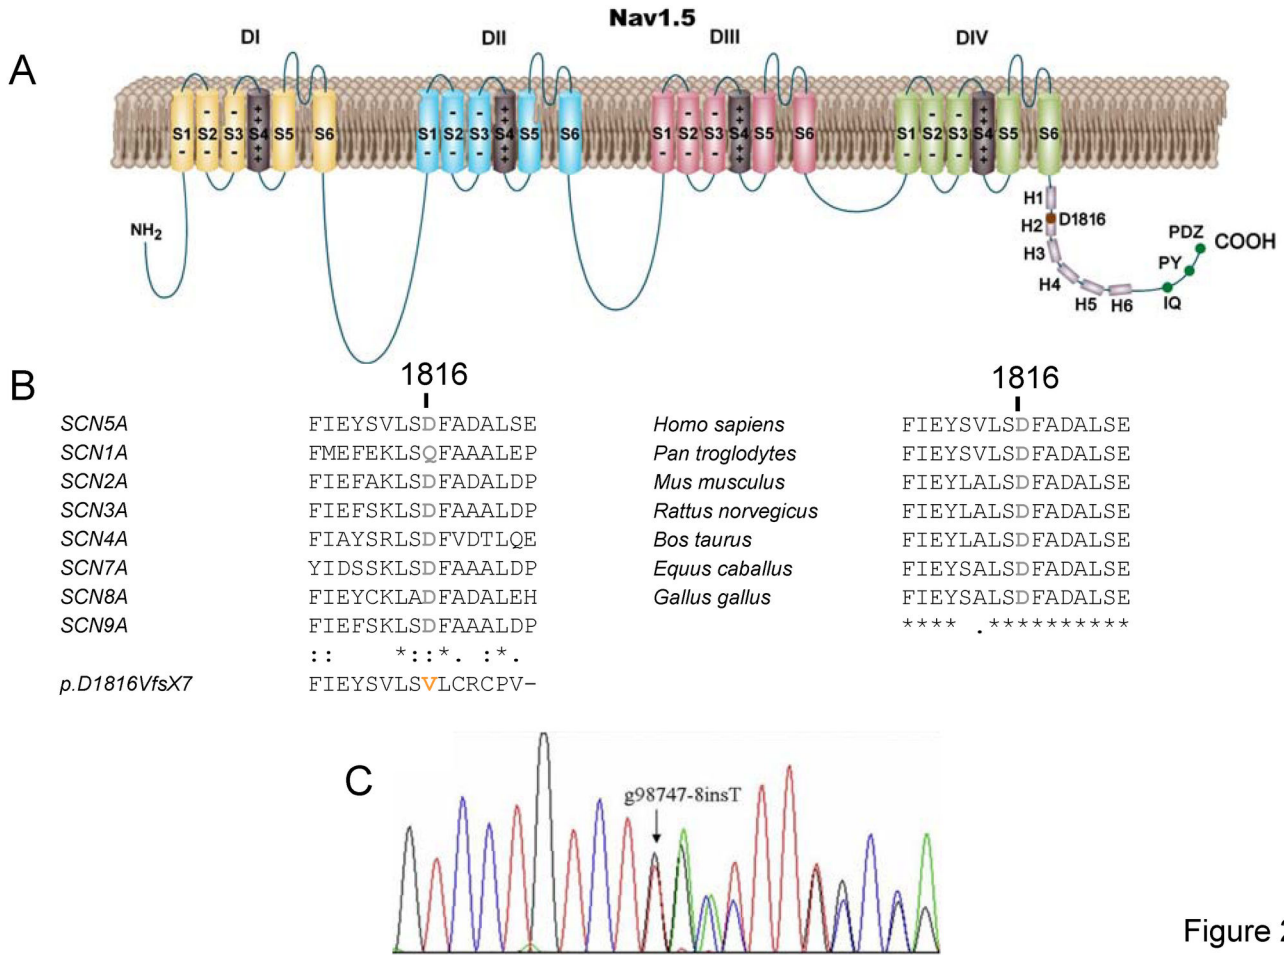 Nav1.5
A
DI DII DIII DIV
S1 S2 S3 S4 S5 S6 S1 S2 S3 S4 S5 S6 S1 S2 S3 S4 S5 S6 S1 S2 S3 S4 S5 S6
- - - ++++ - - - ++++ - - - ++++ - - - ++++
NH2
H1
H2 D1816
H3
H4
H5
H6
IQ
PY
PDZ
COOH
B
1816
SCN5A FIEYSVLSDFADALSE
SCN1A FMEFEKLSQFAAALEP
SCN2A FIEFAKLSDFADALDP
SCN3A FIEFSKLSDFAAALDP
SCN4A FIAYSRLSDFVDTLQE
SCN7A YIDSSKLSDFAAALDP
SCN8A FIEYCKLADFADALEH
SCN9A FIEFSKLSDFAAALDP
:: *::*. :*.
p.D1816VfsX7 FIEYSVLSVLCRCPV–
1816
Homo sapiens FIEYSVLSDFADALSE
Pan troglodytes FIEYSVLSDFADALSE
Mus musculus FIEYLALSDFADALSE
Rattus norvegicus FIEYLALSDFADALSE
Bos taurus FIEYLALSDFADALSE
Equus caballus FIEYSALSDFADALSE
Gallus gallus FIEYSALSDFADALSE
**** .**********
C
g98747-8insT
Figure 2